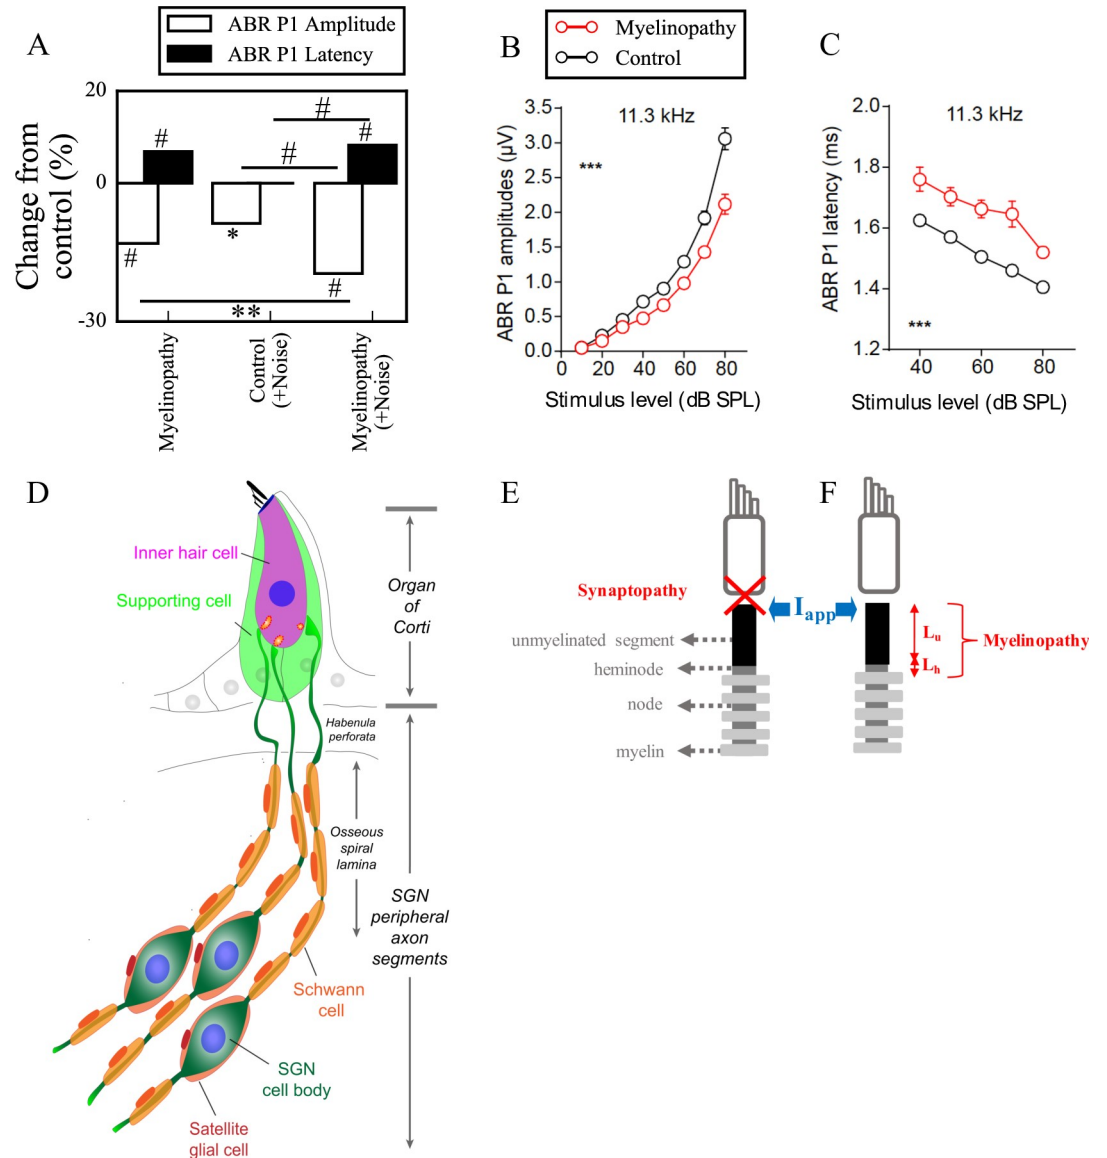 A
ABR P1 Amplitude
ABR P1 Latency
20
0
-30
Change from
control (%)
#
#
#
*
#
#
#
**
Myelinopathy
Control
(+Noise)
Myelinopathy
(+Noise)
B
Myelinopathy
Control
11.3 kHz
***
ABR P1 amplitudes (µV)
3.5
3.0
2.5
2.0
1.5
1.0
0.5
0.0
0
20
40
60
80
Stimulus level (dB SPL)
C
11.3 kHz
***
ABR P1 latency (ms)
2.0
1.8
1.6
1.4
1.2
40
60
80
Stimulus level (dB SPL)
D
Inner hair cell
Supporting cell
Organ
of
Corti
Habenula
perforata
Osseous
spiral
lamina
SGN
peripheral
axon
segments
Schwann
cell
SGN
cell body
Satellite
glial cell
E
Synaptopathy
unmyelinated segment
heminode
node
myelin
Iapp
F
Lu
Lh
Myelinopathy